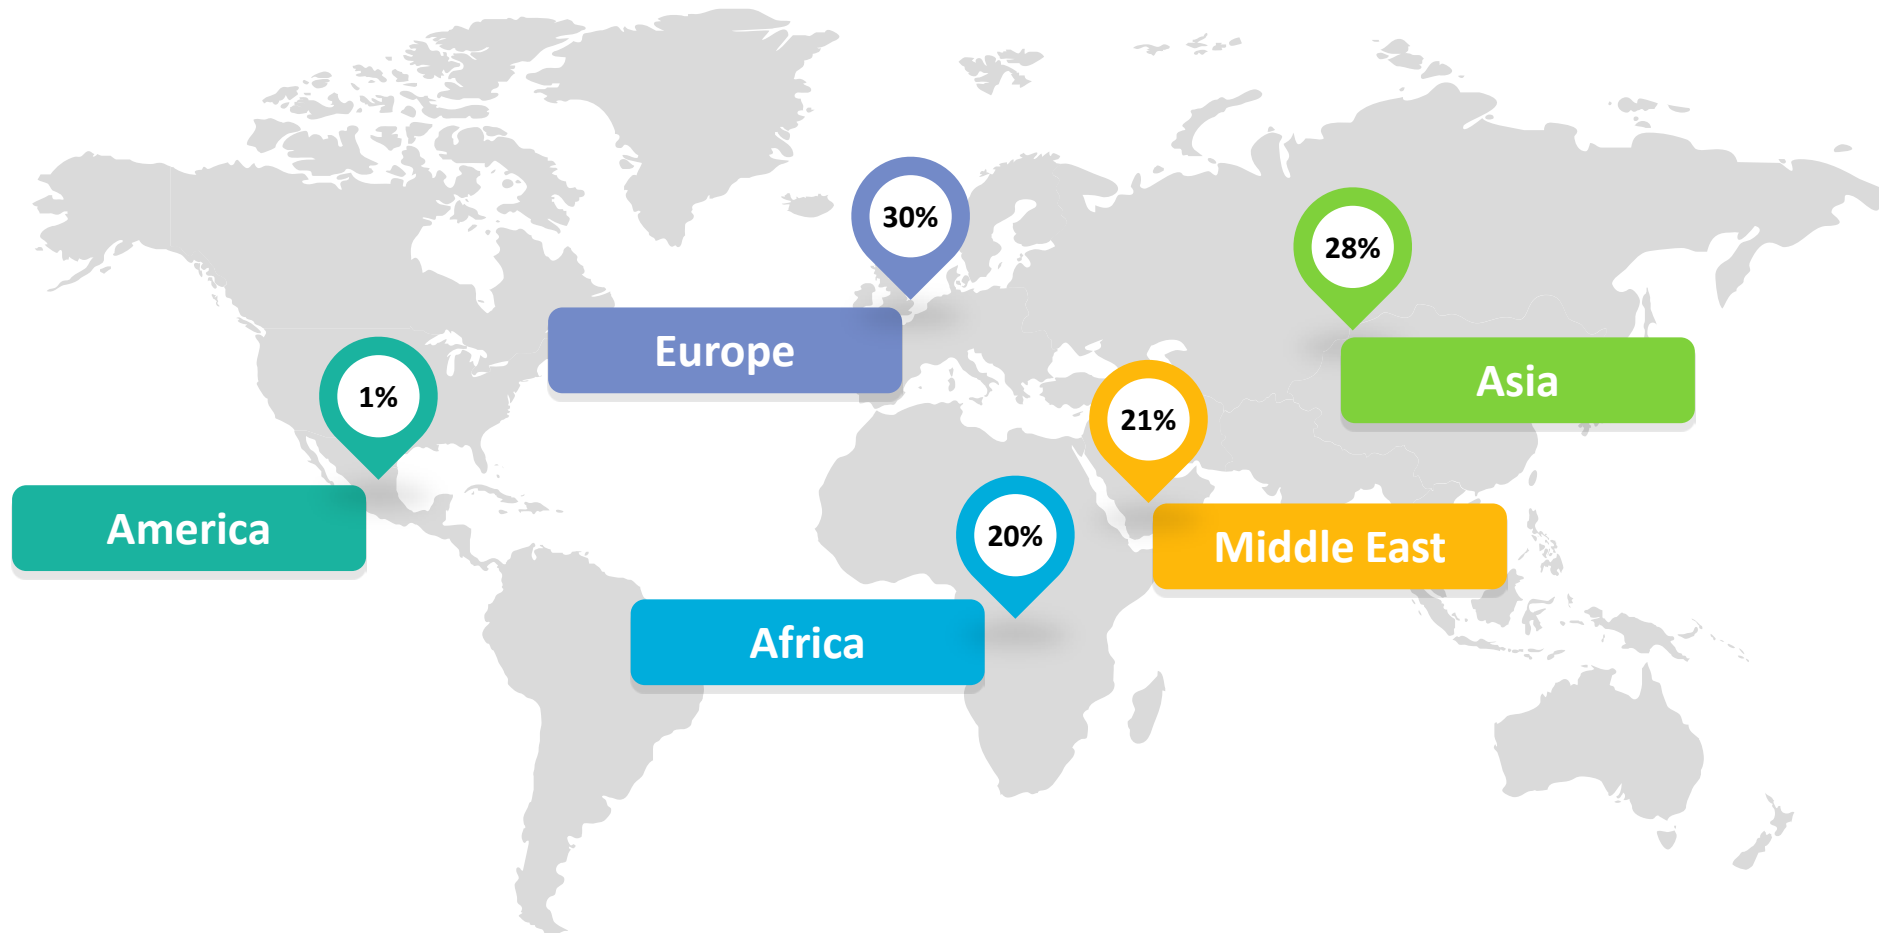 30%
Europe
28%
Asia
1%
America
21%
Middle East
20%
Africa